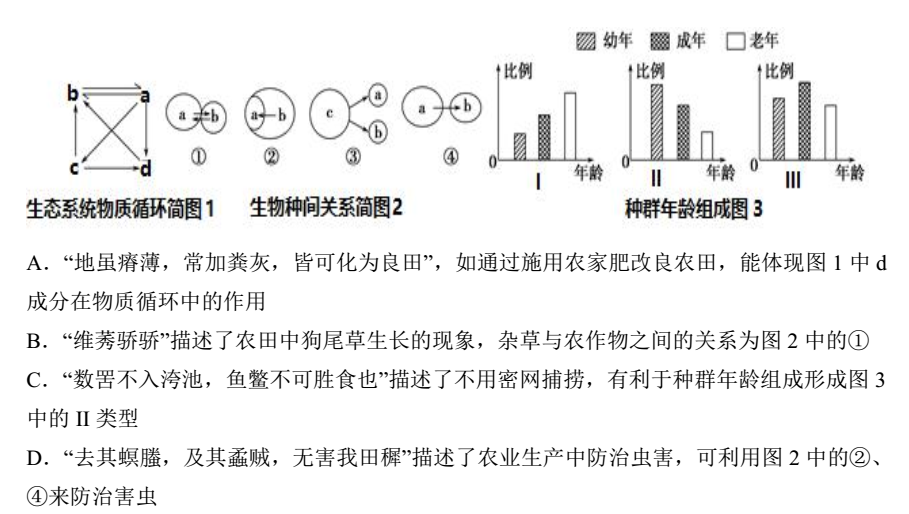 幼年 成年 老年
比例 比例 比例
b a
c d
a b ①
a b ②
c a b ③
a b ④
0 年龄 0 年龄 0 年龄
I II III
生态系统物质循环简图1 生物种间关系简图2 种群年龄组成图 3
A．“地虽瘠薄，常加粪灰，皆可化为良田”，如通过施用农家肥改良农田，能体现图 1 中 d
成分在物质循环中的作用
B．“维莠骄骄”描述了农田中狗尾草生长的现象，杂草与农作物之间的关系为图 2 中的①
C．“数罟不入洿池，鱼鳖不可胜食也”描述了不用密网捕捞，有利于种群年龄组成形成图 3
中的 II 类型
D．“去其螟螣，及其蟊贼，无害我田樨”描述了农业生产中防治虫害，可利用图 2 中的②、
④来防治害虫